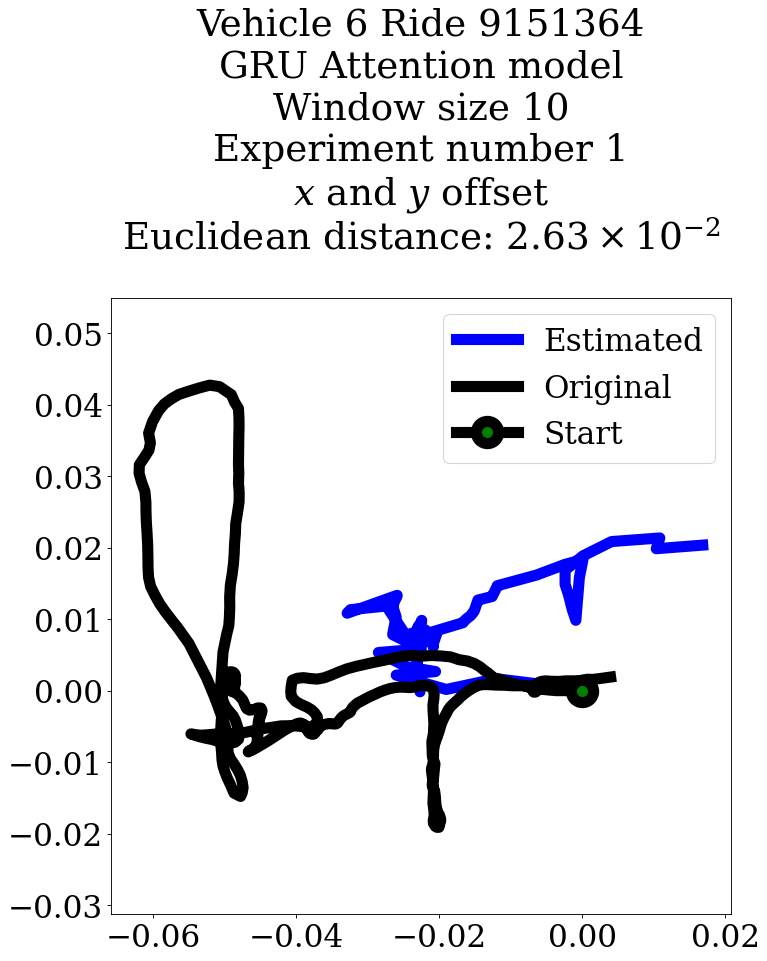 Vehicle 6 Ride 9151364
GRU Attention model
Window size 10
Experiment number 1
x and y offset
Euclidean distance: 2.63 × 10⁻²
Estimated
Original
Start
0.05
0.04
0.03
0.02
0.01
0.00
−0.01
−0.02
−0.03
−0.06 −0.04 −0.02 0.00 0.02